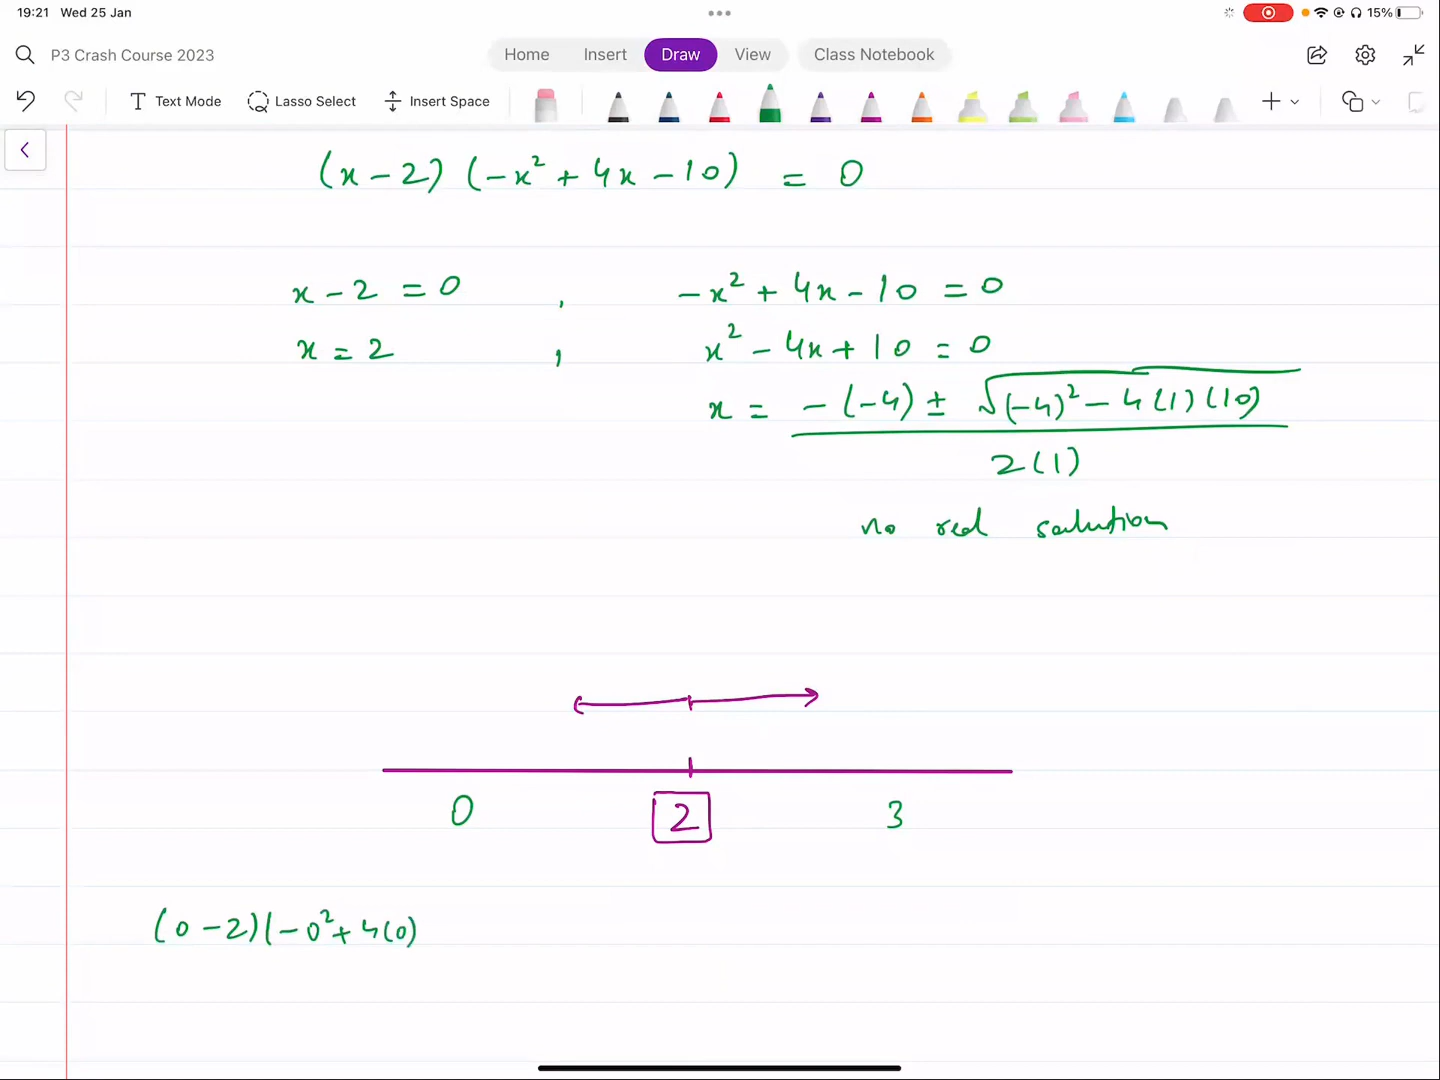 19:21 Wed 25 Jan
15%
P3 Crash Course 2023
Home Insert Draw View Class Notebook
Text Mode Lasso Select Insert Space
(x - 2) (-x² + 4x - 10) = 0
x - 2 = 0 , -x² + 4x - 10 = 0
x = 2 , x² - 4x + 10 = 0
x = -(-4) ± √(-4)² - 4(1)(10)
2(1)
no real solution
0 2 3
(0 - 2)(-0² + 4(0)